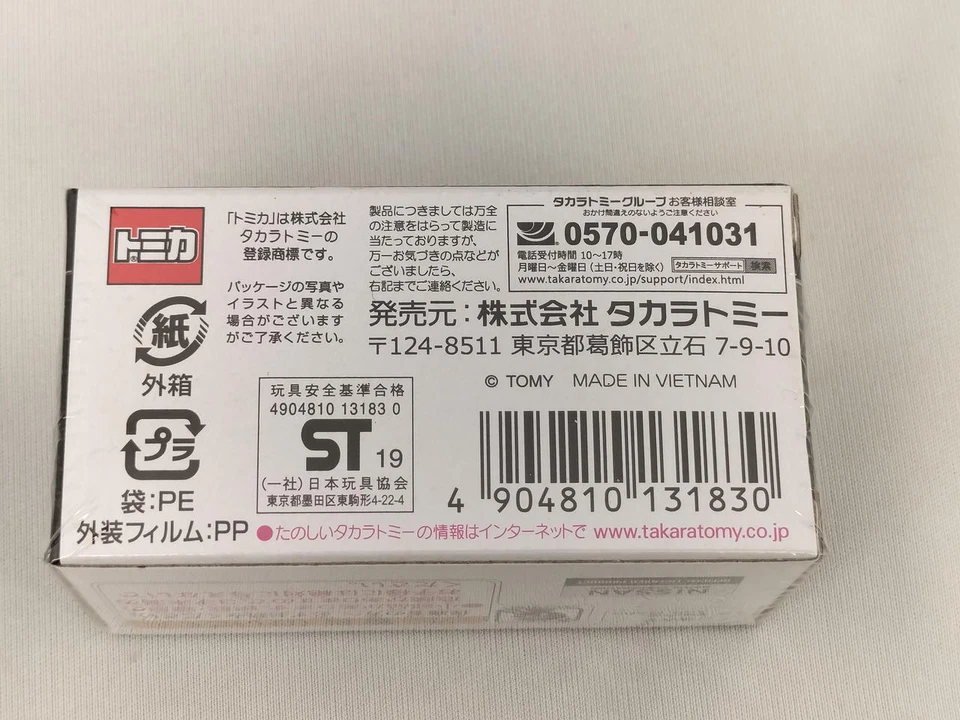 トミカ
「トミカ」は株式会社
タカラトミーの
登録商標です。
パッケージの写真や
イラストと異なる
場合がございます
がご了承ください。
製品につきましては万全
の注意をはらって製造に
当たっておりますが、
万一お気づきの点などが
ございましたら、
右記までご連絡ください。
タカラトミーグループ お客様相談室
おかけ間違えのないようご注意ください
0570-041031
電話受付時間 10〜17時
月曜日〜金曜日(土日・祝日を除く) タカラトミーサポート 検索
www.takaratomy.co.jp/support/index.html
発売元:株式会社 タカラトミー
〒124-8511 東京都葛飾区立石 7-9-10
© TOMY MADE IN VIETNAM
紙
外箱
プラ
袋:PE
外装フィルム:PP
玩具安全基準合格
4904810 13183 0
ST 19
(一社)日本玩具協会
東京都墨田区東駒形4-22-4
4 904810 131830
●たのしいタカラトミーの情報はインターネットで www.takaratomy.co.jp
NISSAN